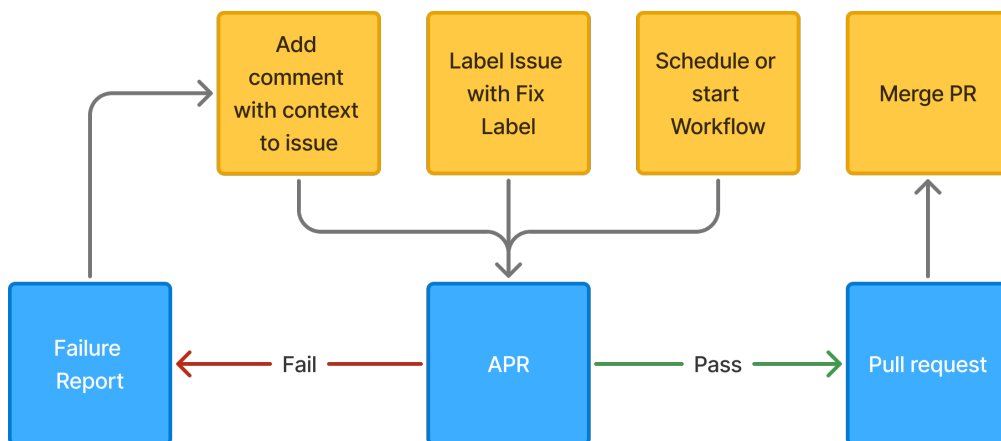 Add
comment
with context
to issue
Label Issue
with Fix
Label
Schedule or
start
Workflow
Merge PR
Failure
Report
Fail
APR
Pass
Pull request